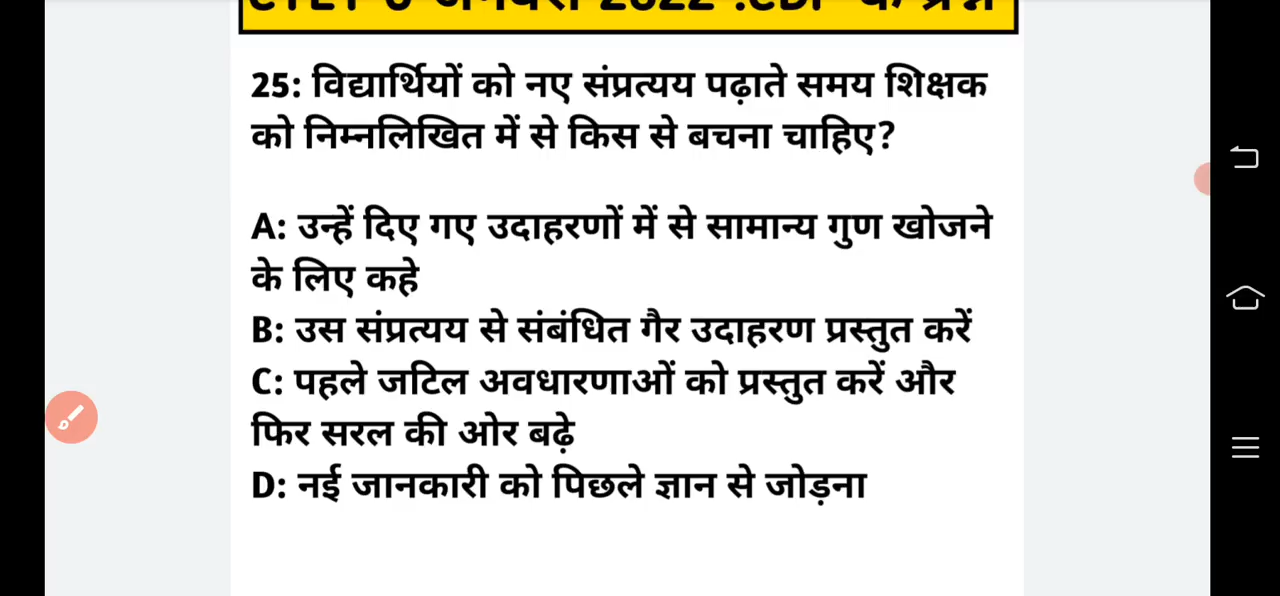 25: विद्यार्थियों को नए संप्रत्यय पढ़ाते समय शिक्षक
को निम्नलिखित में से किस से बचना चाहिए?
A: उन्हें दिए गए उदाहरणों में से सामान्य गुण खोजने
के लिए कहे
B: उस संप्रत्यय से संबंधित गैर उदाहरण प्रस्तुत करें
C: पहले जटिल अवधारणाओं को प्रस्तुत करें और
फिर सरल की ओर बढ़े
D: नई जानकारी को पिछले ज्ञान से जोड़ना